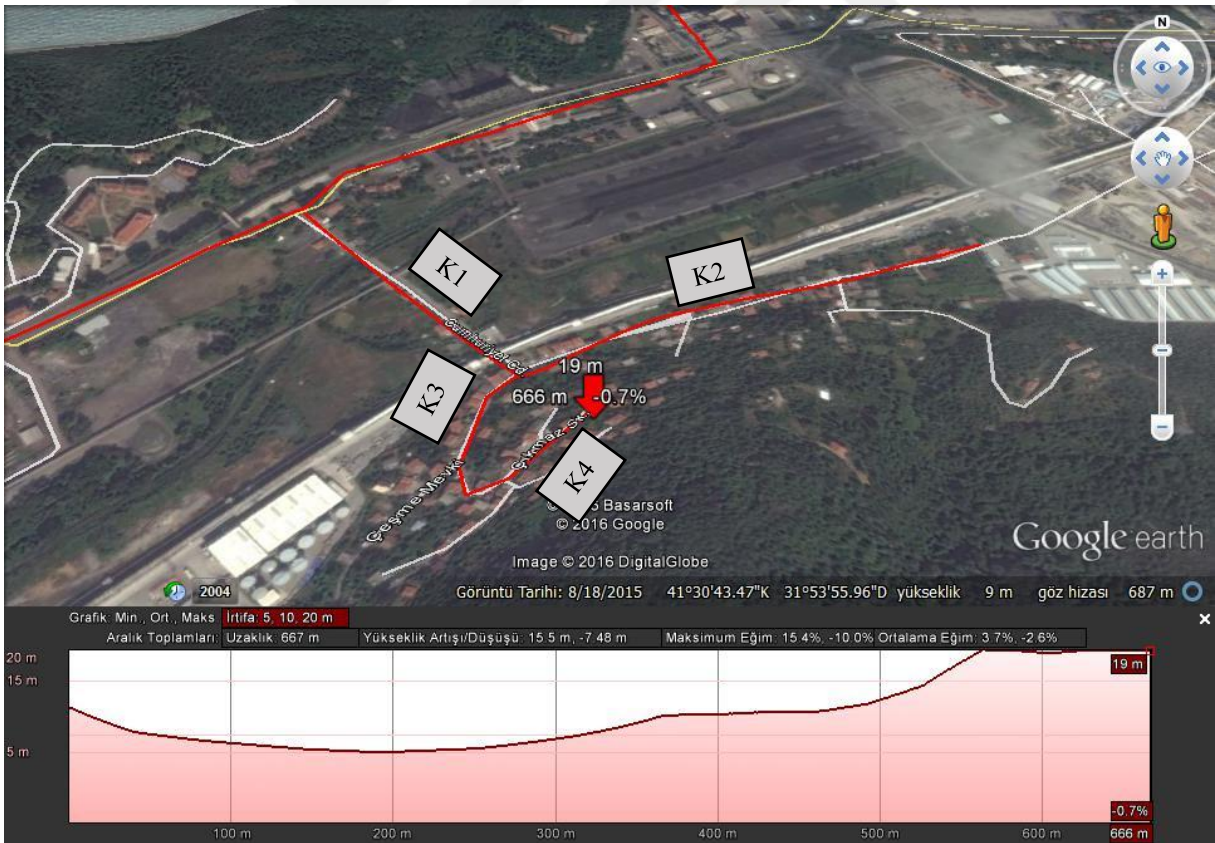 N
K1
K2
Cumhuriyet Cd.
19 m
666 m -0.7%
K3
Çıkmaz Sk.
K4
Çeşme Mevki
Basarsoft
© 2016 Google
Image © 2016 DigitalGlobe
Google earth
2004
Görüntü Tarihi: 8/18/2015 41°30'43.47"K 31°53'55.96"D yükseklik 9 m göz hizası 687 m
Grafik: Min., Ort., Maks İrtifa: 5, 10, 20 m
Aralık Toplamları: Uzaklık: 667 m Yükseklik Artışı/Düşüşü: 15.5 m, -7.48 m Maksimum Eğim: 15.4%, -10.0% Ortalama Eğim: 3.7%, -2.6%
20 m
19 m
15 m
5 m
-0.7%
100 m 200 m 300 m 400 m 500 m 600 m 666 m